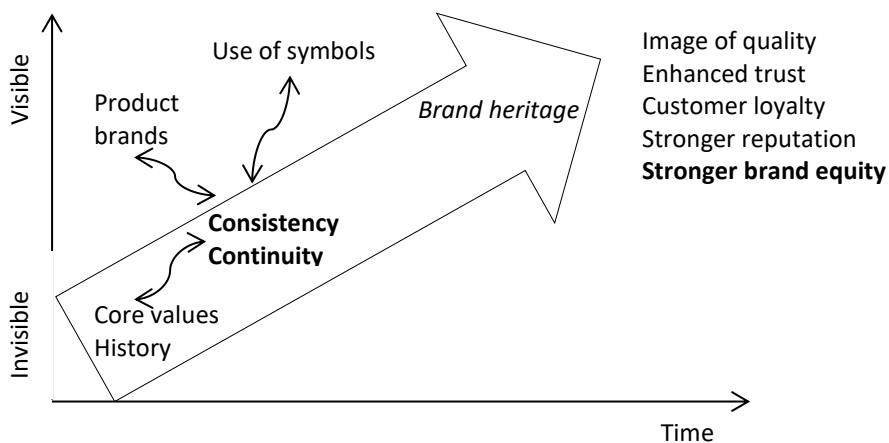 Visible
Invisible
Use of symbols
Product
brands
Brand heritage
Consistency
Continuity
Core values
History
Time
Image of quality
Enhanced trust
Customer loyalty
Stronger reputation
Stronger brand equity